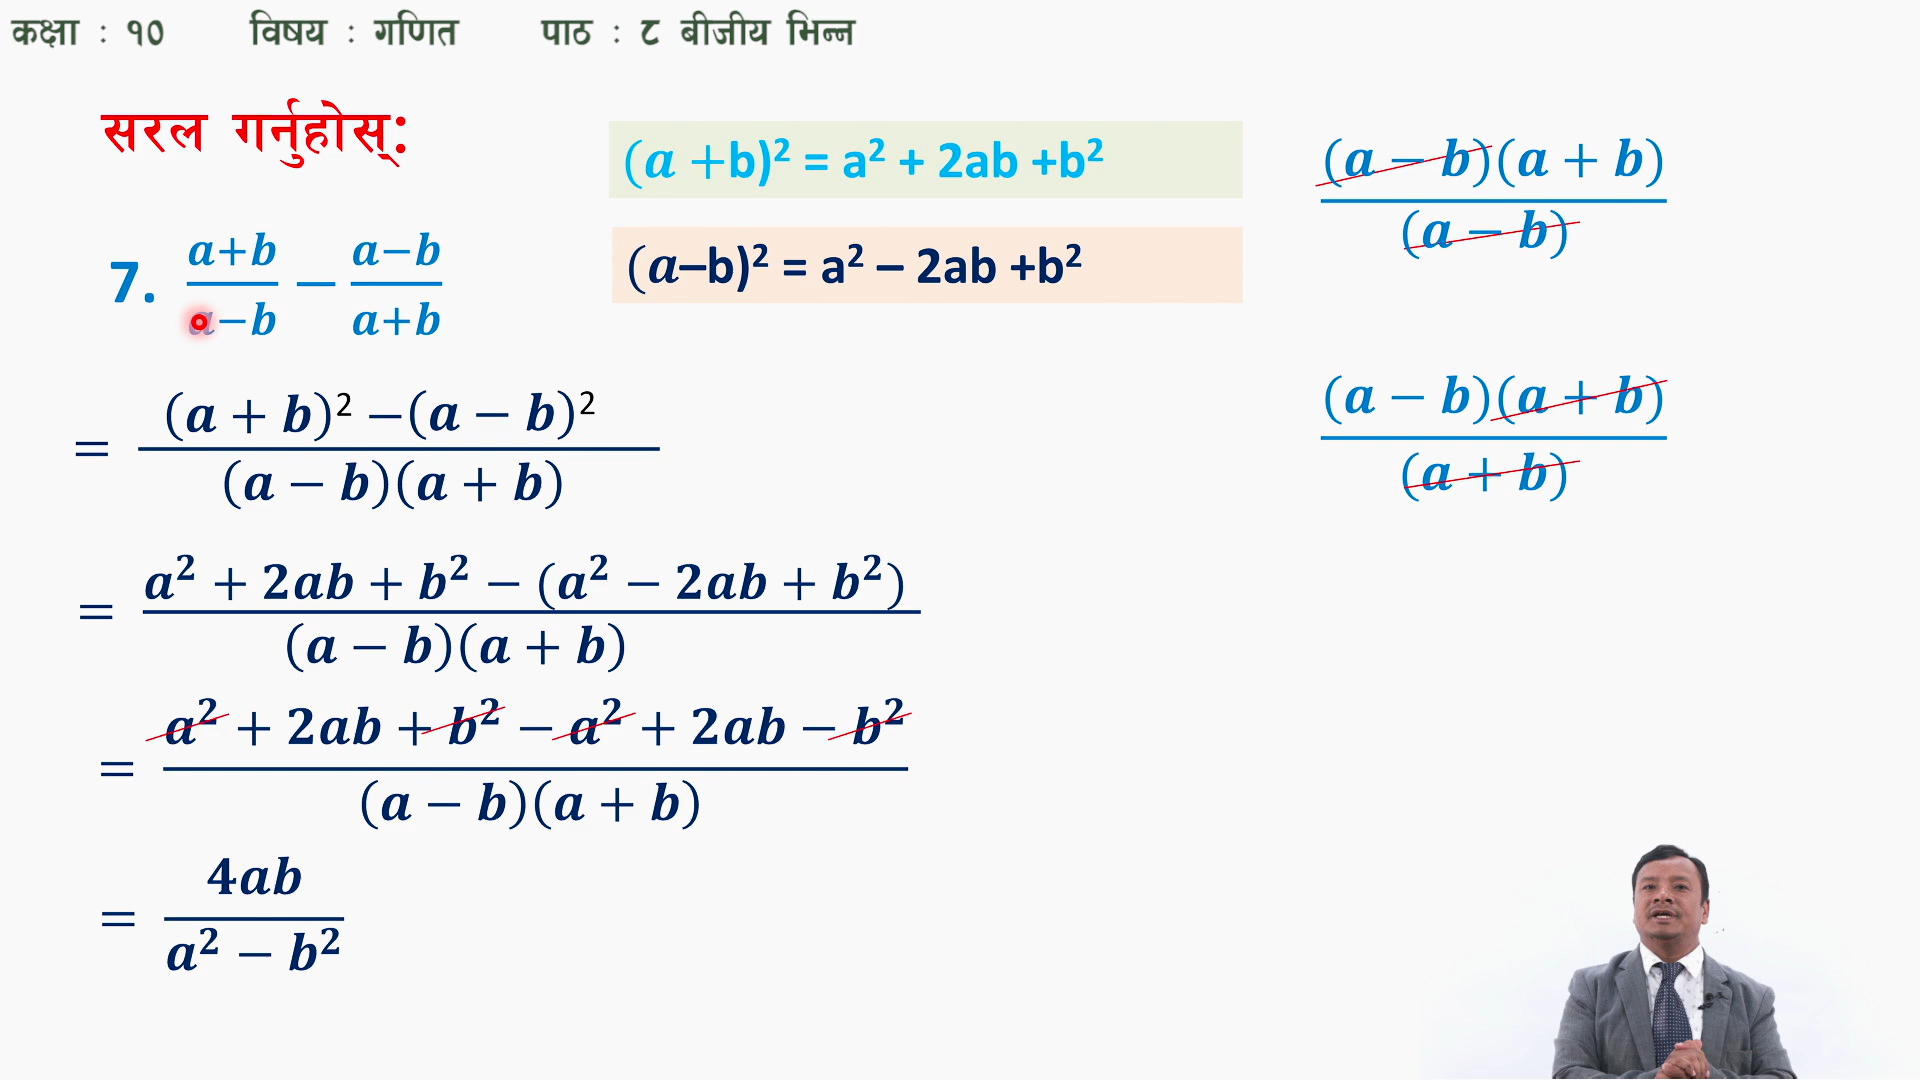 कक्षा : १० विषय : गणित पाठ : ८ बीजीय भिन्न
सरल गर्नुहोस्:
(a +b)² = a² + 2ab +b²
(a–b)² = a² – 2ab +b²
7. a+b/a−b − a−b/a+b
= (a + b)² −(a − b)²
(a − b)(a + b)
= a² + 2ab + b² − (a² − 2ab + b²)
(a − b)(a + b)
= a² + 2ab + b² − a² + 2ab − b²
(a − b)(a + b)
= 4ab
a² − b²
(a − b)(a + b)
(a − b)
(a − b)(a + b)
(a + b)